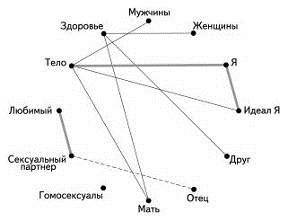 Мужчины
Здоровье
Женщины
Тело
Я
Любимый
Идеал Я
Сексуальный
партнер
Друг
Гомосексуалы
Отец
Мать